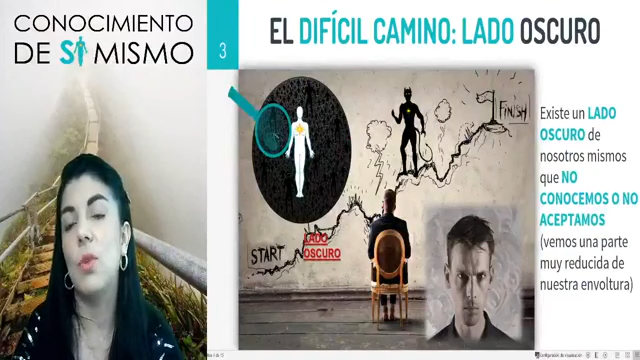 CONOCIMIENTO
DE SÍ MISMO
3
EL DIFÍCIL CAMINO: LADO OSCURO
FINISH
START
LADO
OSCURO
Existe un LADO
OSCURO de
nosotros mismos
que NO
CONOCEMOS O NO
ACEPTAMOS
(vemos una parte
muy reducida de
nuestra envoltura)